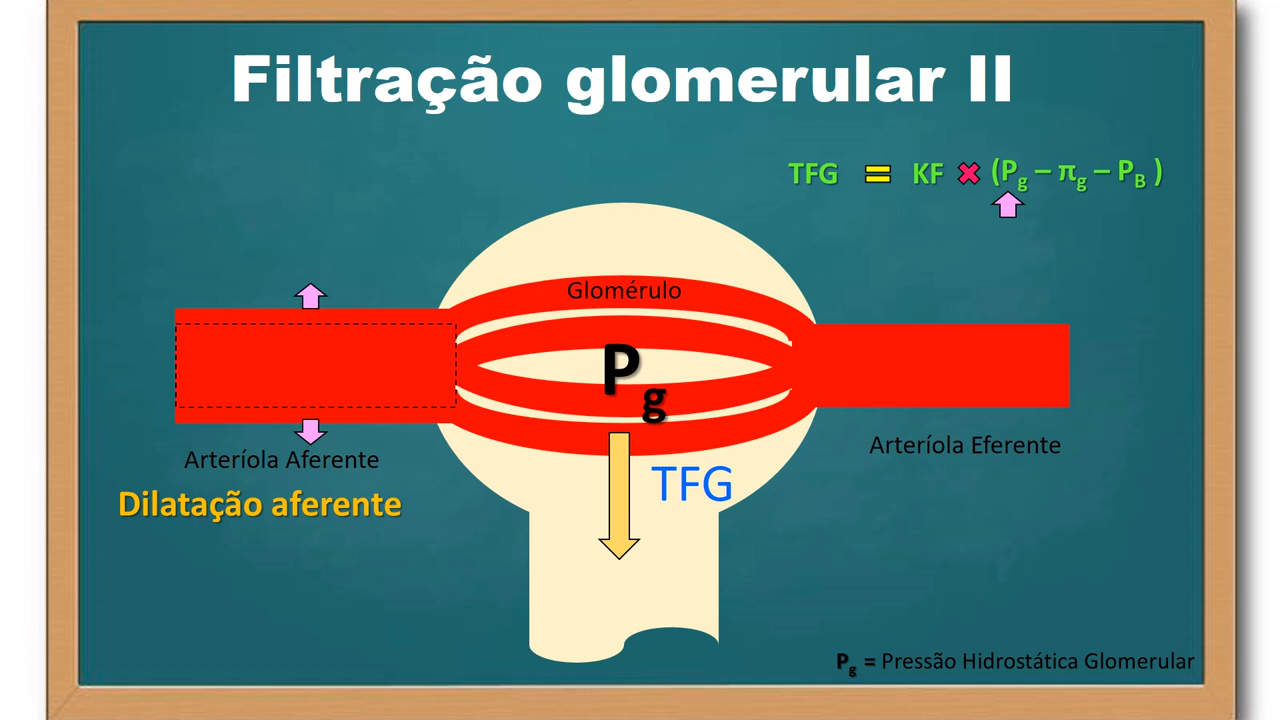 Filtração glomerular II
TFG = KF × (Pg – πg – PB )
Glomérulo
Pg
Arteríola Aferente
Arteríola Eferente
Dilatação aferente
TFG
Pg = Pressão Hidrostática Glomerular